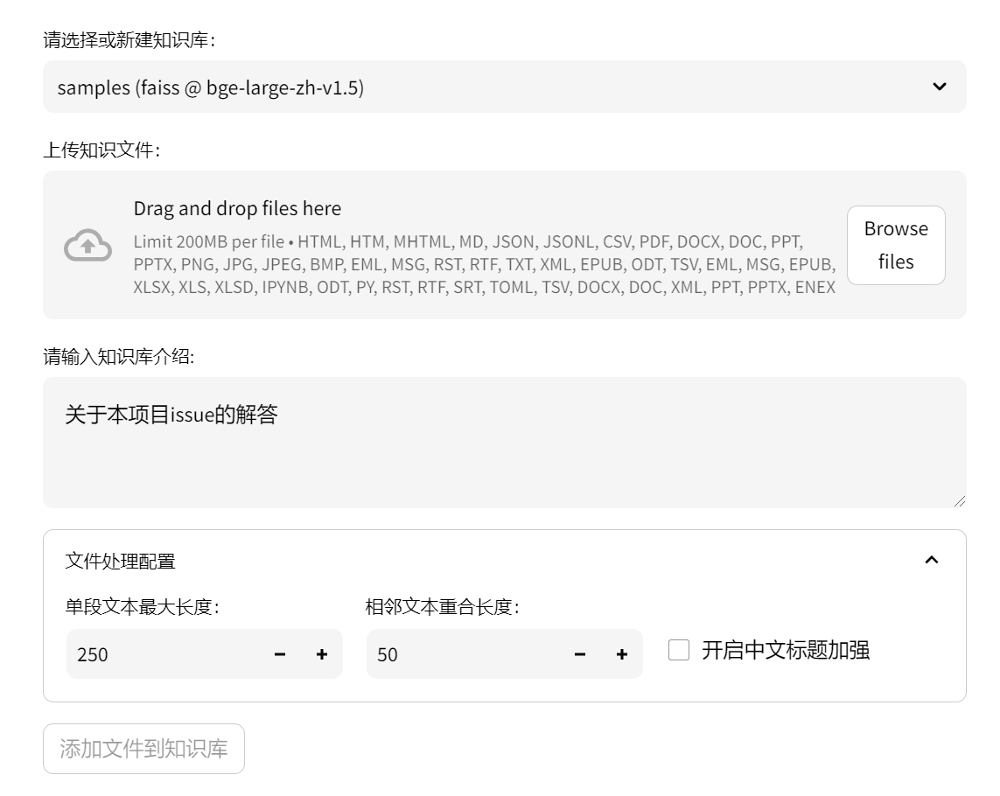 请选择或新建知识库：
samples (faiss @ bge-large-zh-v1.5)
上传知识文件：
Drag and drop files here
Limit 200MB per file • HTML, HTM, MHTML, MD, JSON, JSONL, CSV, PDF, DOCX, DOC, PPT,
PPTX, PNG, JPG, JPEG, BMP, EML, MSG, RST, RTF, TXT, XML, EPUB, ODT, TSV, EML, MSG, EPUB,
XLSX, XLS, XLSD, IPYNB, ODT, PY, RST, RTF, SRT, TOML, TSV, DOCX, DOC, XML, PPT, PPTX, ENEX
Browse
files
请输入知识库介绍:
关于本项目issue的解答
文件处理配置
单段文本最大长度：
相邻文本重合长度：
250
50
开启中文标题加强
添加文件到知识库